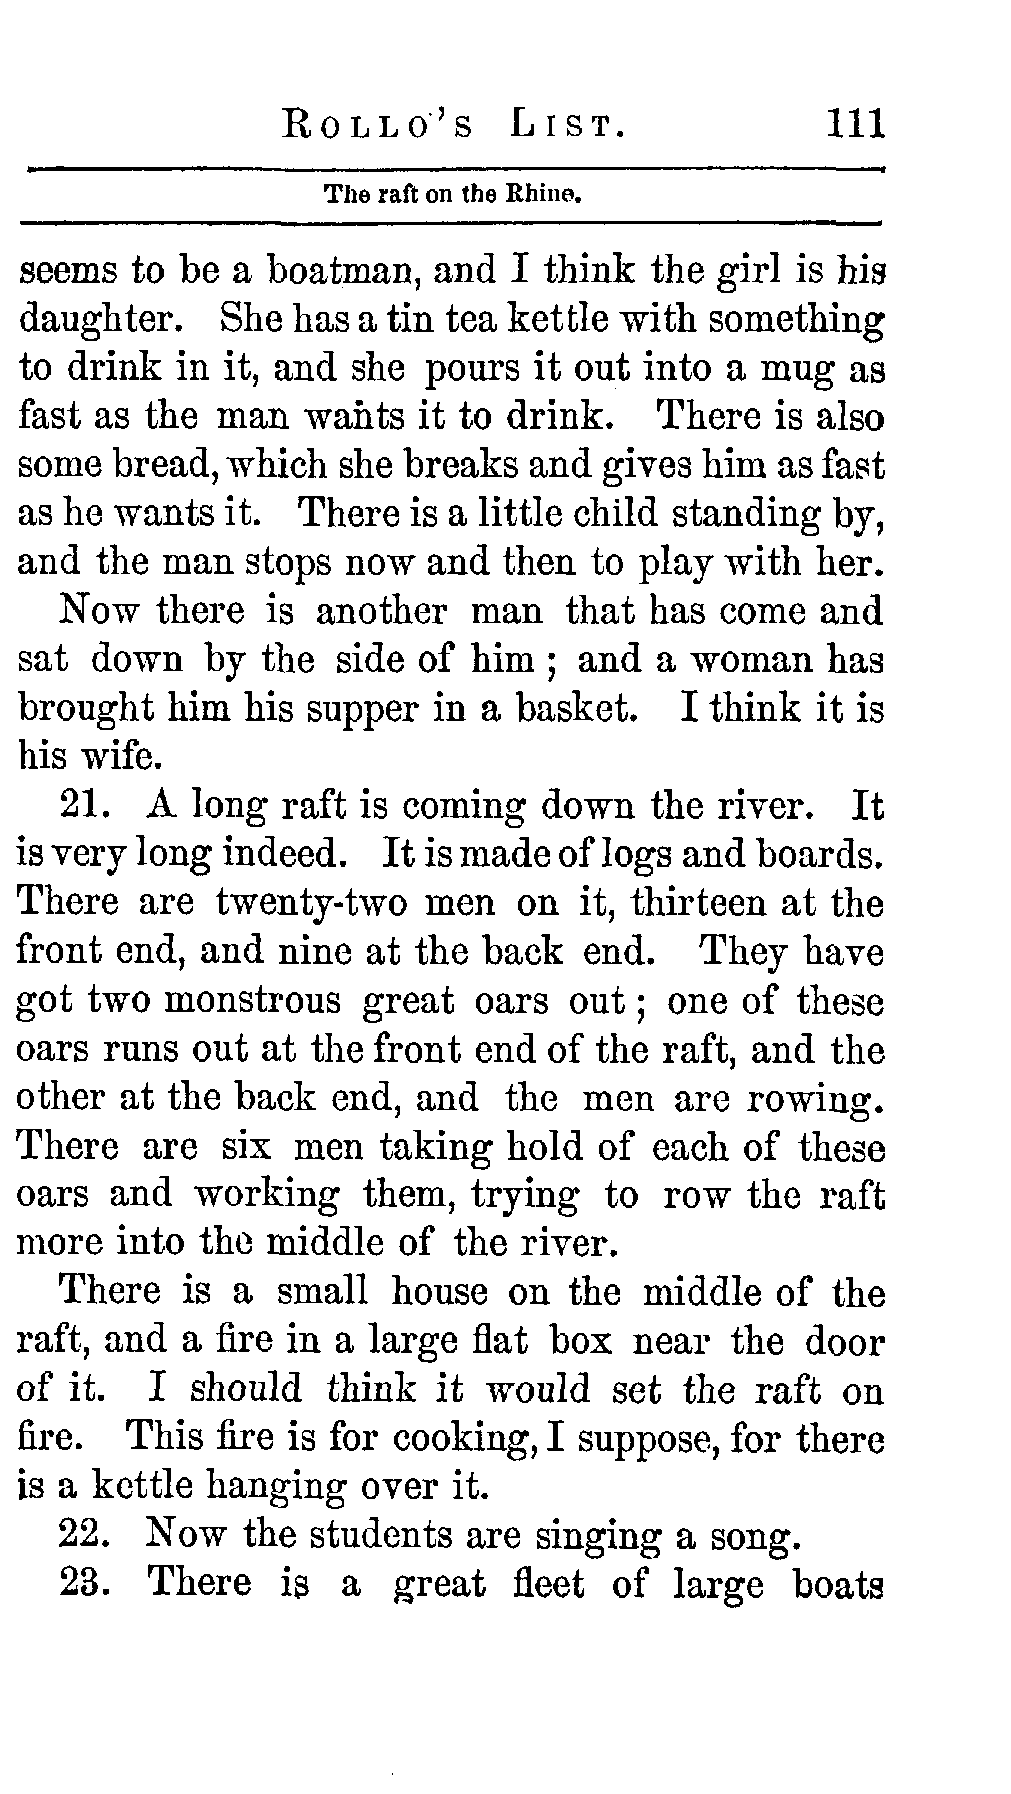 ROLLO'S LIST. 111
The raft on the Rhine.
seems to be a boatman, and I think the girl is his
daughter. She has a tin tea kettle with something
to drink in it, and she pours it out into a mug as
fast as the man wants it to drink. There is also
some bread, which she breaks and gives him as fast
as he wants it. There is a little child standing by,
and the man stops now and then to play with her.
Now there is another man that has come and
sat down by the side of him ; and a woman has
brought him his supper in a basket. I think it is
his wife.
21. A long raft is coming down the river. It
is very long indeed. It is made of logs and boards.
There are twenty-two men on it, thirteen at the
front end, and nine at the back end. They have
got two monstrous great oars out ; one of these
oars runs out at the front end of the raft, and the
other at the back end, and the men are rowing.
There are six men taking hold of each of these
oars and working them, trying to row the raft
more into the middle of the river.
There is a small house on the middle of the
raft, and a fire in a large flat box near the door
of it. I should think it would set the raft on
fire. This fire is for cooking, I suppose, for there
is a kettle hanging over it.
22. Now the students are singing a song.
23. There is a great fleet of large boats